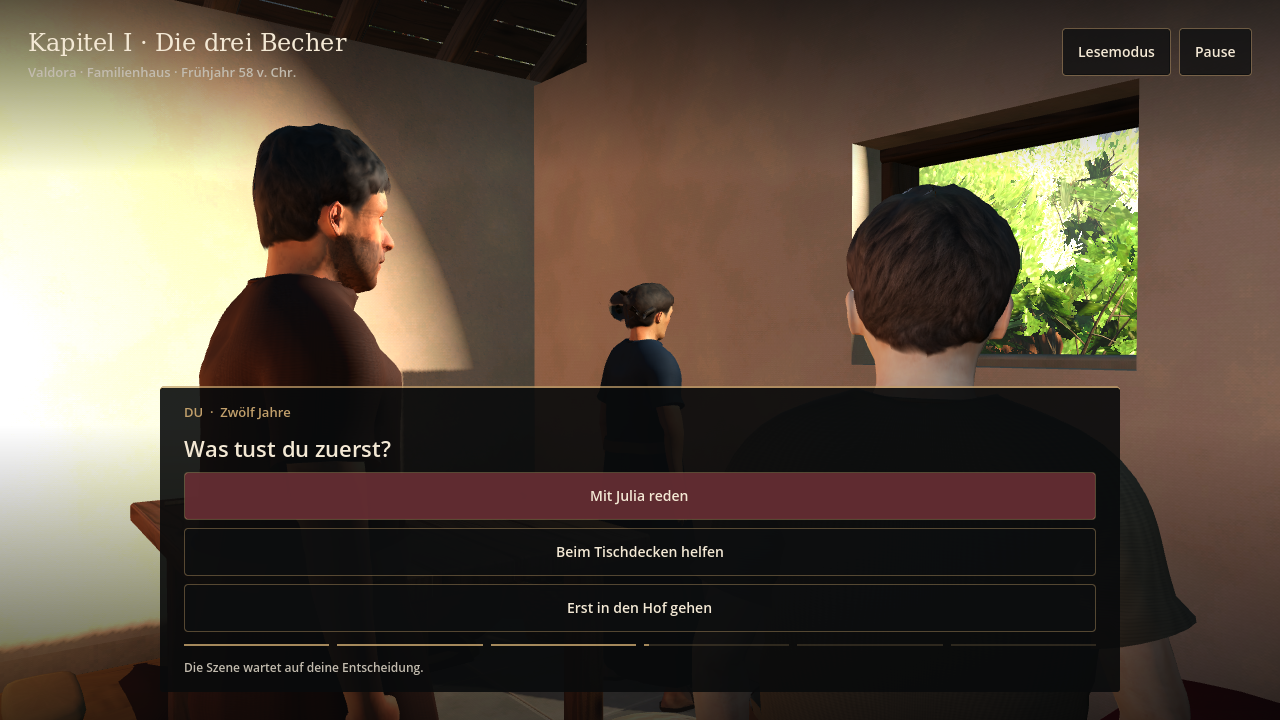 Kapitel I · Die drei Becher
Valdora · Familienhaus · Frühjahr 58 v. Chr.
Lesemodus
Pause
DU · Zwölf Jahre
Was tust du zuerst?
Mit Julia reden
Beim Tischdecken helfen
Erst in den Hof gehen
Die Szene wartet auf deine Entscheidung.